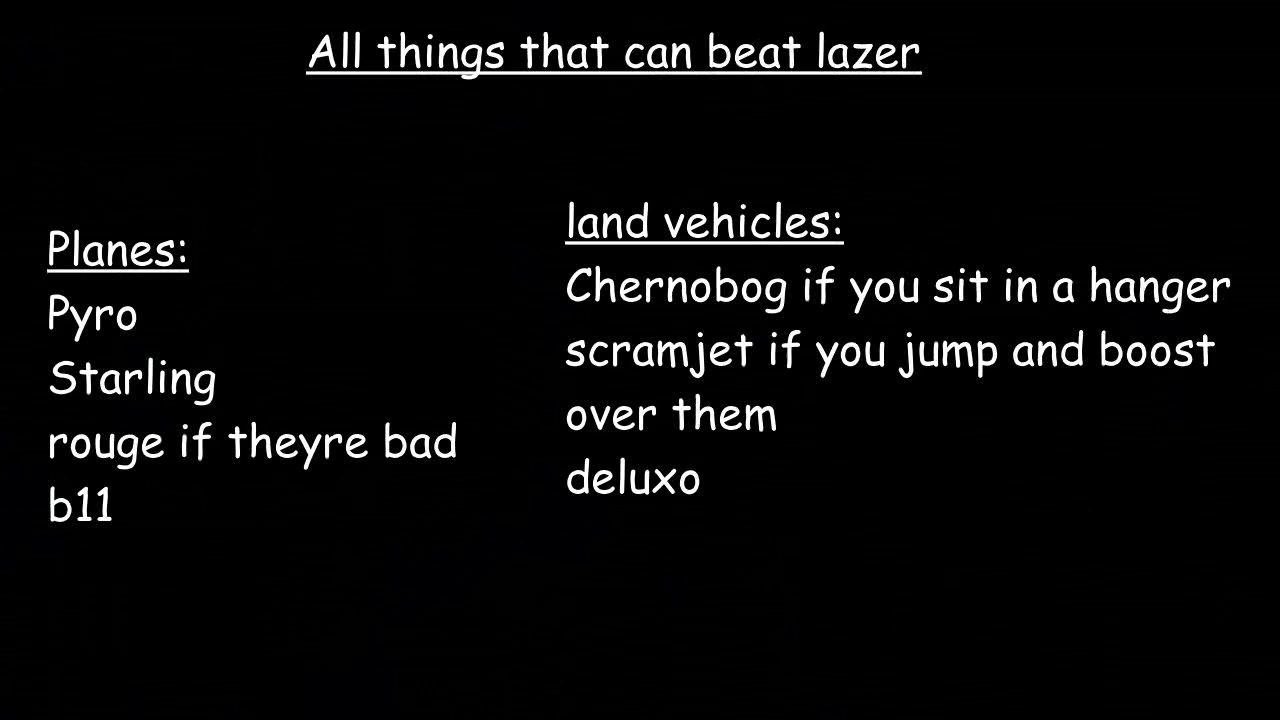 All things that can beat lazer
Planes:
Pyro
Starling
rouge if theyre bad
b11
land vehicles:
Chernobog if you sit in a hanger
scramjet if you jump and boost
over them
deluxo